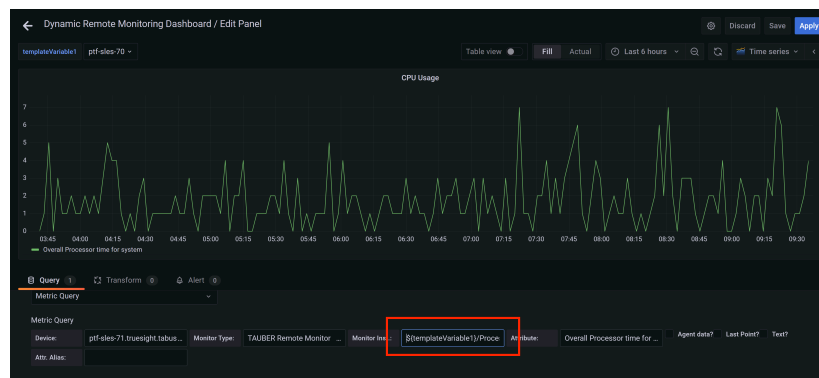 Dynamic Remote Monitoring Dashboard / Edit Panel
Discard Save Apply
templateVariable1 ptf-sles-70
Table view Fill Actual Last 6 hours Time series
CPU Usage
7
6
5
4
3
2
1
0
03:45 04:00 04:15 04:30 04:45 05:00 05:15 05:30 05:45 06:00 06:15 06:30 06:45 07:00 07:15 07:30 07:45 08:00 08:15 08:30 08:45 09:00 09:15 09:30
Overall Processor time for system
Query 1 Transform 0 Alert 0
Metric Query
Metric Query
Device: ptf-sles-71.truesight.tabus... Monitor Type: TAUBER Remote Monitor ... Monitor Ins...: ${templateVariable1}/Proce Attribute: Overall Processor time for ... Agent data? Last Point? Text?
Attr. Alias: